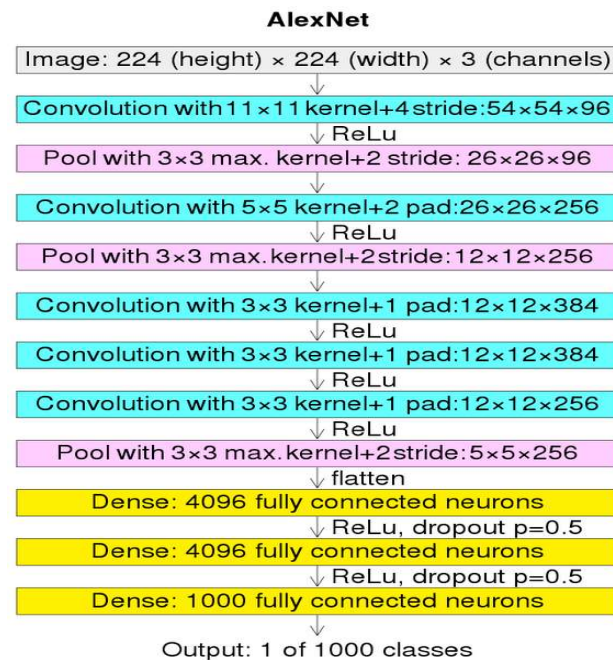 AlexNet
Image: 224 (height) × 224 (width) × 3 (channels)
Convolution with 11×11 kernel+4 stride:54×54×96
ReLu
Pool with 3×3 max. kernel+2 stride: 26×26×96
Convolution with 5×5 kernel+2 pad:26×26×256
ReLu
Pool with 3×3 max.kernel+2stride:12×12×256
Convolution with 3×3 kernel+1 pad:12×12×384
ReLu
Convolution with 3×3 kernel+1 pad:12×12×384
ReLu
Convolution with 3×3 kernel+1 pad:12×12×256
ReLu
Pool with 3×3 max.kernel+2stride:5×5×256
flatten
Dense: 4096 fully connected neurons
ReLu, dropout p=0.5
Dense: 4096 fully connected neurons
ReLu, dropout p=0.5
Dense: 1000 fully connected neurons
Output: 1 of 1000 classes